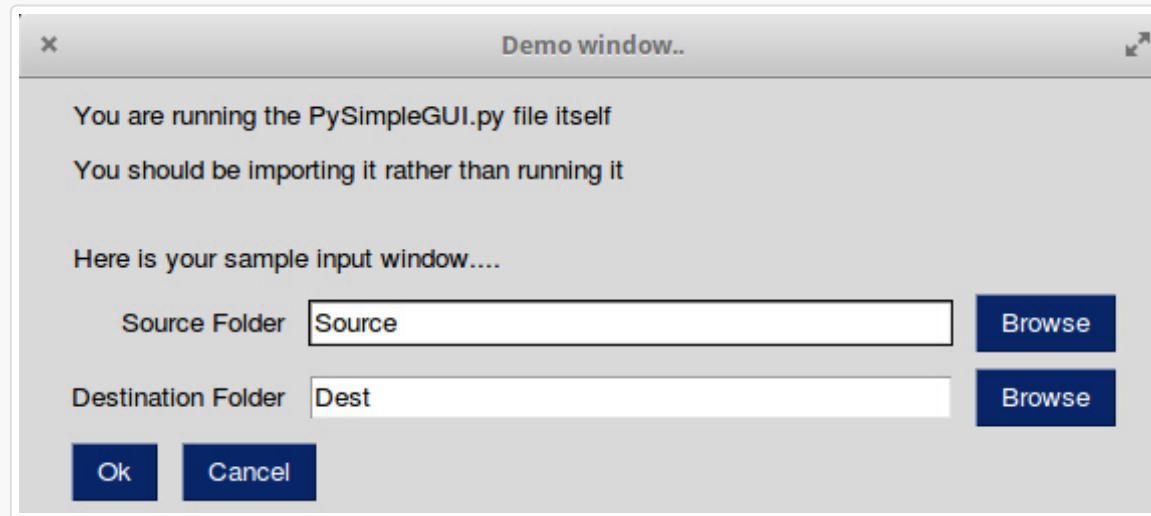 Demo window..
You are running the PySimpleGUI.py file itself
You should be importing it rather than running it
Here is your sample input window....
Source Folder Source Browse
Destination Folder Dest Browse
Ok Cancel